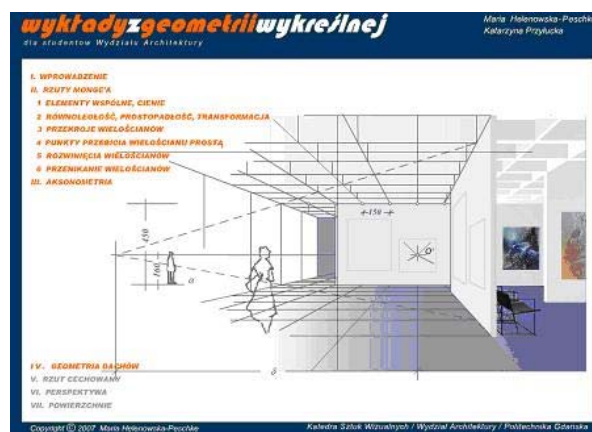 wykładyzgeometriiwykreślnej
dla studentów Wydziału Architektury
Maria Helenowska-Peschke
Katarzyna Przyłucka
I. WPROWADZENIE
II. RZUTY MONGE'A
1 ELEMENTY WSPÓLNE, CIENIE
2 RÓWNOLEGŁOŚĆ, PROSTOPADŁOŚĆ, TRANSFORMACJA
3 PRZEKROJE WIELOŚCIANÓW
4 PUNKTY PRZEBICIA WIELOŚCIANU PROSTĄ
5 ROZWINIĘCIA WIELOŚCIANÓW
6 PRZENIKANIE WIELOŚCIANÓW
III. AKSONOMETRIA
150
450
160
α
δ
IV. GEOMETRIA DACHÓW
V. RZUT CECHOWANY
VI. PERSPEKTYWA
VII. POWIERZCHNIE
Copyright © 2007 Maria Helenowska-Peschke
Katedra Sztuk Wizualnych / Wydział Architektury / Politechnika Gdańska